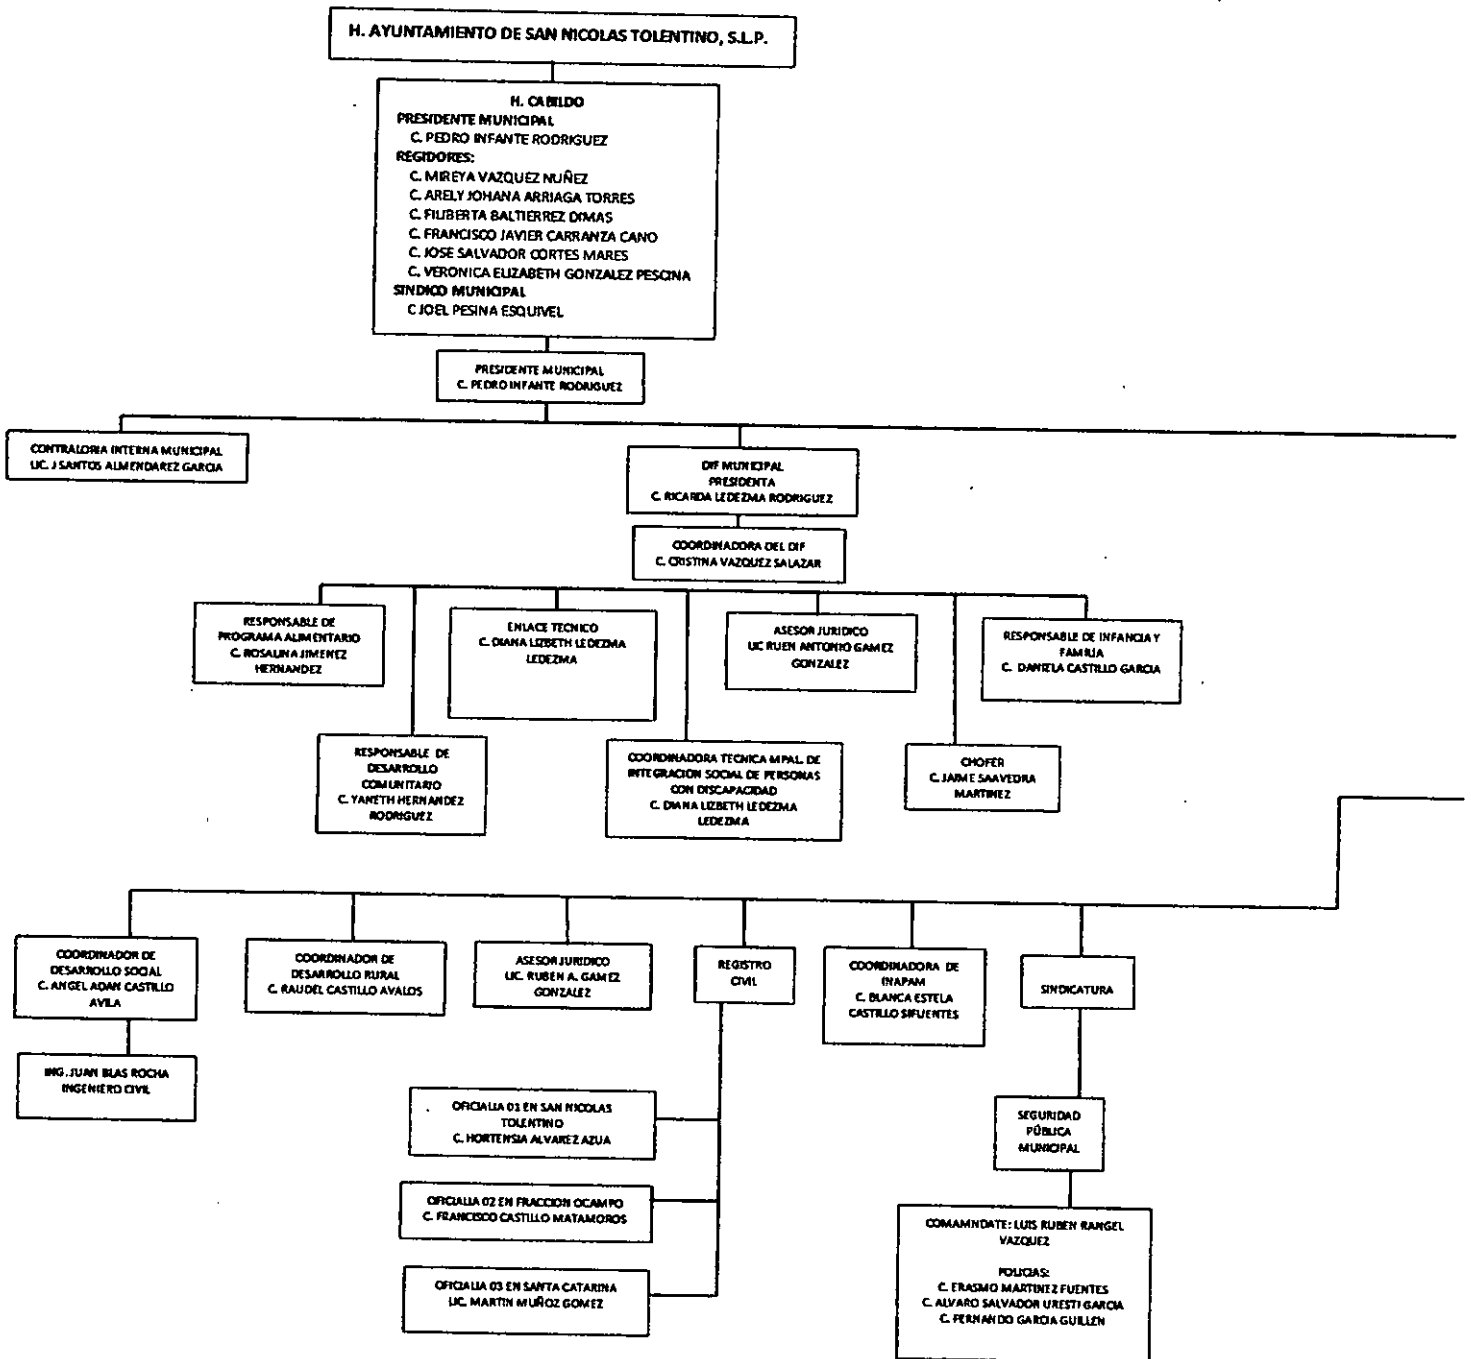 H. AYUNTAMIENTO DE SAN NICOLAS TOLENTINO, S.L.P.
H. CABILDO
PRESIDENTE MUNICIPAL
C. PEDRO INFANTE RODRIGUEZ
REGIDORES:
C. MIREYA VAZQUEZ NUÑEZ
C. ARELY JOHANA ARRIAGA TORRES
C. FILIBERTA BALTIERREZ DIMAS
C. FRANCISCO JAVIER CARRANZA CANO
C. JOSE SALVADOR CORTES MARES
C. VERONICA ELIZABETH GONZALEZ PESCINA
SINDICO MUNICIPAL
C JOEL PESINA ESQUIVEL
PRESIDENTE MUNICIPAL
C. PEDRO INFANTE RODRIGUEZ
CONTRALORIA INTERNA MUNICIPAL
LIC. J SANTOS ALMENDAREZ GARCIA
DIF MUNICIPAL
PRESIDENTA
C. RICARDA LEDEZMA RODRIGUEZ
COORDINADORA DEL DIF
C. CRISTINA VAZQUEZ SALAZAR
RESPONSABLE DE
PROGRAMA ALIMENTARIO
C. ROSALINA JIMENEZ
HERNANDEZ
ENLACE TECNICO
C. DIANA LIZBETH LEDEZMA
LEDEZMA
ASESOR JURIDICO
LIC RUEN ANTONIO GAMEZ
GONZALEZ
RESPONSABLE DE INFANCIA Y
FAMILIA
C. DANIELA CASTILLO GARCIA
RESPONSABLE DE
DESARROLLO
COMUNITARIO
C. YANETH HERNANDEZ
RODRIGUEZ
COORDINADORA TECNICA MPAL. DE
INTEGRACION SOCIAL DE PERSONAS
CON DISCAPACIDAD
C. DIANA LIZBETH LEDEZMA
LEDEZMA
CHOFER
C. JAIME SAAVEDRA
MARTINEZ
COORDINADOR DE
DESARROLLO SOCIAL
C. ANGEL ADAN CASTILLO
AVILA
COORDINADOR DE
DESARROLLO RURAL
C. RAUDEL CASTILLO AVALOS
ASESOR JURIDICO
LIC. RUBEN A. GAMEZ
GONZALEZ
REGISTRO
CIVIL
COORDINADORA DE
INAPAM
C. BLANCA ESTELA
CASTILLO SIFUENTES
SINDICATURA
ING. JUAN BLAS ROCHA
INGENIERO CIVIL
OFICIALIA 01 EN SAN NICOLAS
TOLENTINO
C. HORTENSIA ALVAREZ AZUA
SEGURIDAD
PÚBLICA
MUNICIPAL
OFICIALIA 02 EN FRACCION OCAMPO
C. FRANCISCO CASTILLO MATAMOROS
OFICIALIA 03 EN SANTA CATARINA
LIC. MARTIN MUÑOZ GOMEZ
COMAMNDATE: LUIS RUBEN RANGEL
VAZQUEZ
POLICIAS:
C. ERASMO MARTINEZ FUENTES
C. ALVARO SALVADOR URESTI GARCIA
C. FERNANDO GARCIA GUILLEN